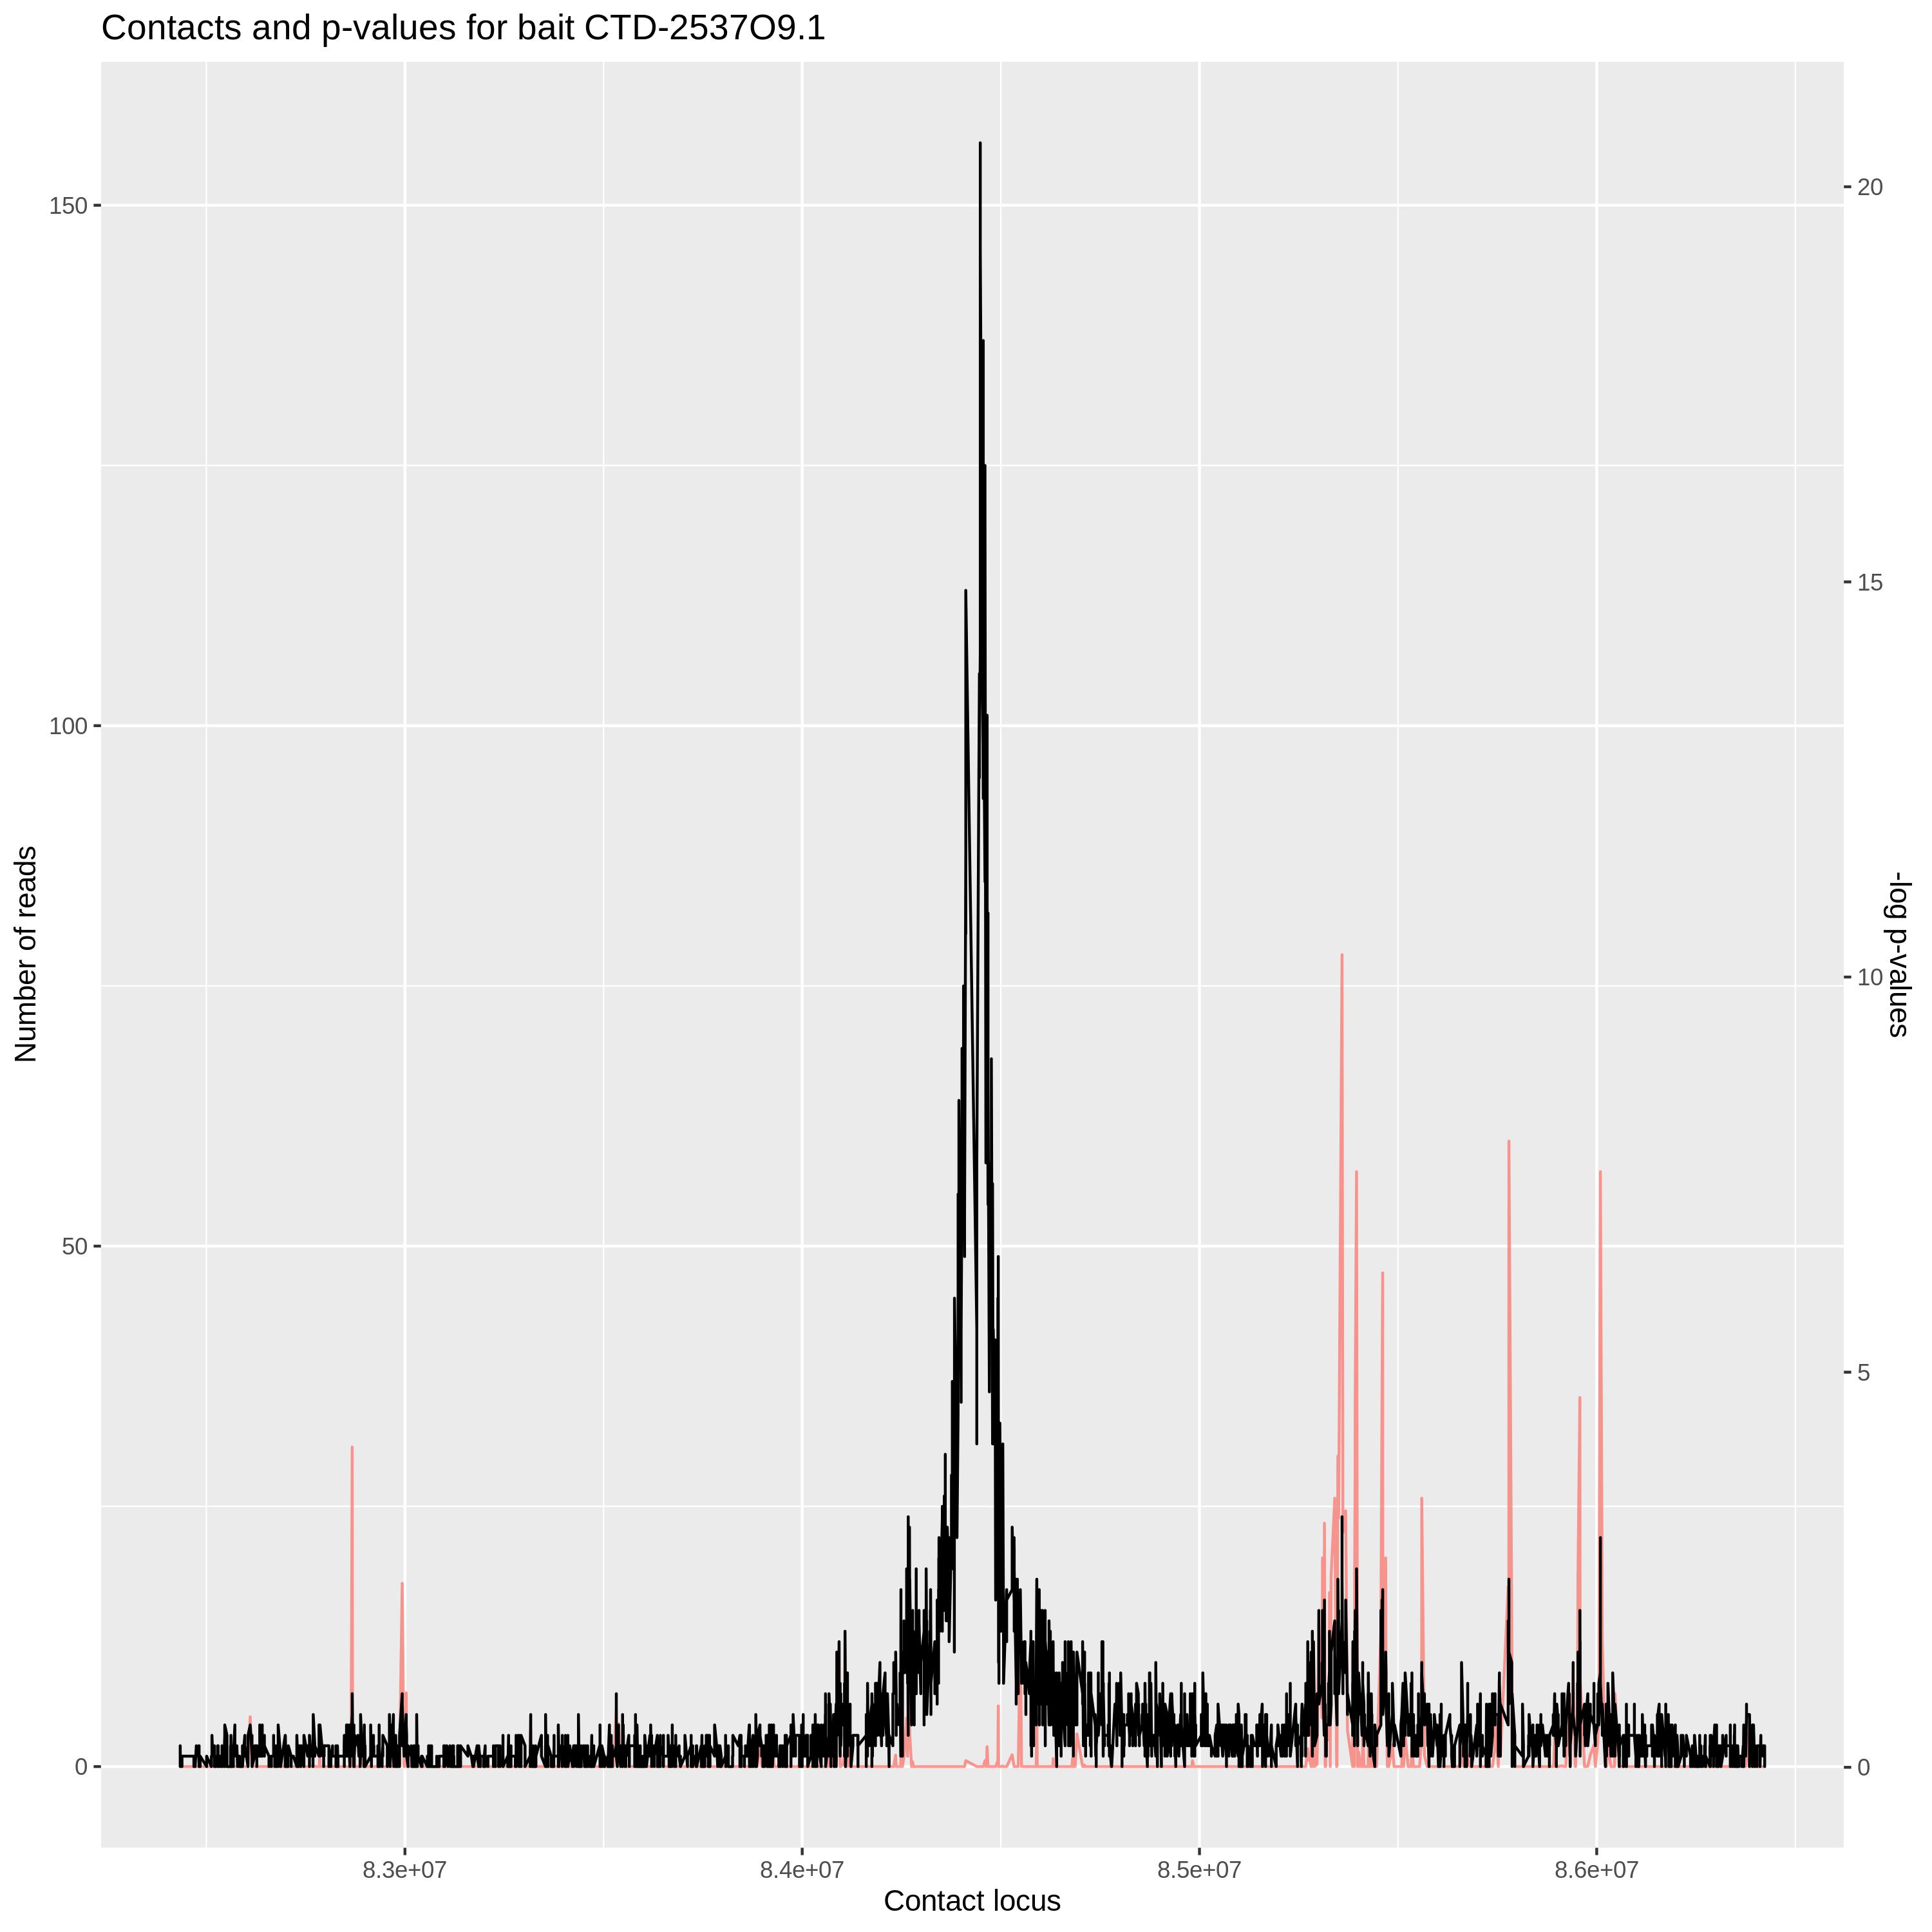 Contacts and p-values for bait CTD-2537O9.1
150
100
50
0
20
15
10
5
0
Number of reads
-log p-values
8.3e+07
8.4e+07
8.5e+07
8.6e+07
Contact locus